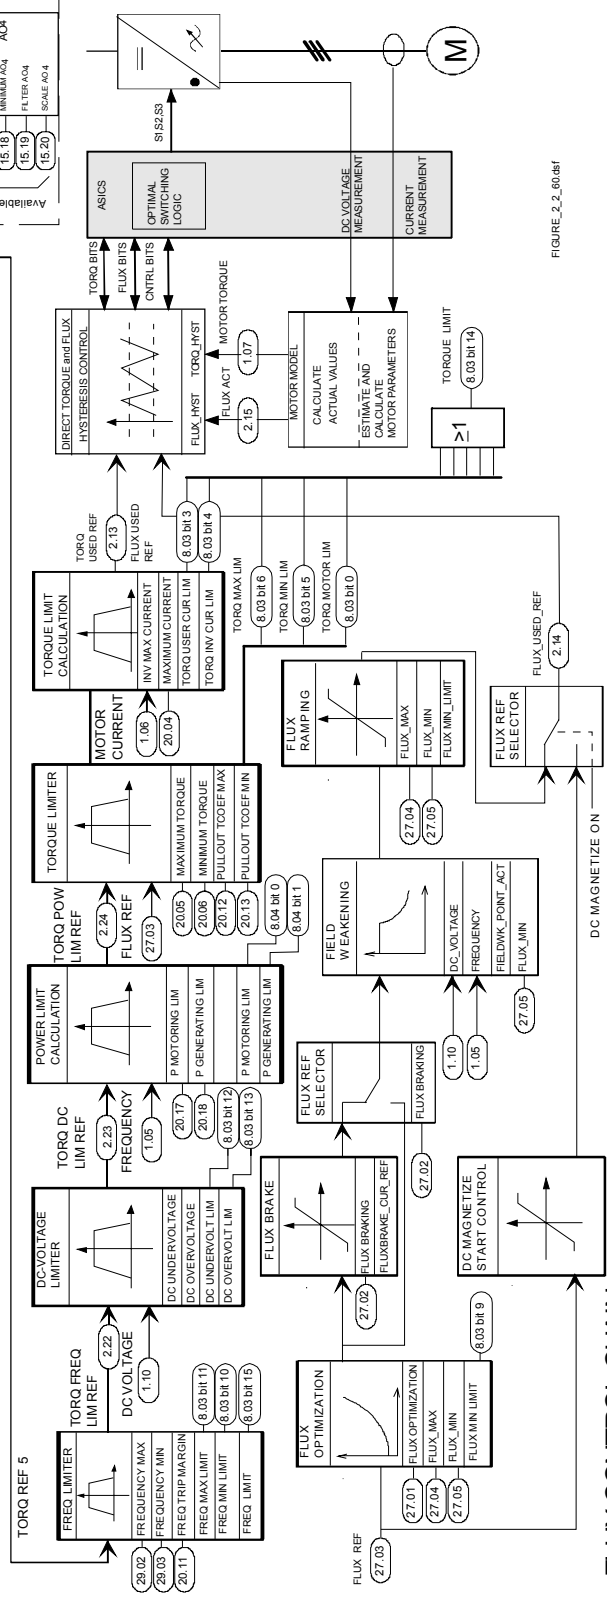 TORQ REF 5
FREQ LIMITER
FREQUENCY MAX
FREQUENCY MIN
FREQ TRIP MARGIN
FREQ MAX LIMIT
FREQ MIN LIMIT
FREQ LIMIT
29.02
29.03
20.11
8.03 bit 11
8.03 bit 10
8.03 bit 15
TORQ FREQ
LIM REF
2.22
DC VOLTAGE
1.10
DC-VOLTAGE
LIMITER
DC UNDERVOLTAGE
DC OVERVOLTAGE
DC UNDERVOLT LIM
DC OVERVOLT LIM
8.03 bit 12
8.03 bit 13
TORQ DC
LIM REF
2.23
FREQUENCY
1.05
POWER LIMIT
CALCULATION
P MOTORING LIM
P GENERATING LIM
P MOTORING LIM
P GENERATING LIM
20.17
20.18
8.04 bit 0
8.04 bit 1
TORQ POW
LIM REF
2.24
FLUX REF
27.03
TORQUE LIMITER
MAXIMUM TORQUE
MINIMUM TORQUE
PULLOUT TCOEF MAX
PULLOUT TCOEF MIN
20.05
20.06
20.12
20.13
MOTOR
CURRENT
1.06
20.04
TORQUE LIMIT
CALCULATION
INV MAX CURRENT
MAXIMUM CURRENT
TORQ USER CUR LIM
TORQ INV CUR LIM
8.03 bit 3
8.03 bit 4
TORQ MAX LIM
8.03 bit 6
TORQ MIN LIM
8.03 bit 5
TORQ MOTOR LIM
8.03 bit 0
TORQ
USED REF
2.13
FLUX USED
REF
DIRECT TORQUE and FLUX
HYSTERESIS CONTROL
FLUX_HYST TORQ_HYST
FLUX ACT
2.15
MOTOR TORQUE
1.07
MOTOR MODEL
CALCULATE
ACTUAL VALUES
ESTIMATE AND
CALCULATE
MOTOR PARAMETERS
TORQ BITS
FLUX BITS
CNTRL BITS
ASICS
OPTIMAL
SWITCHING
LOGIC
DC VOLTAGE
MEASUREMENT
CURRENT
MEASUREMENT
S1,S2,S3
=
M
≥1
TORQUE LIMIT
8.03 bit 14
FLUX REF
27.03
FLUX
OPTIMIZATION
FLUX OPTIMIZATION
FLUX_MAX
FLUX_MIN
FLUX MIN LIMIT
27.01
27.04
27.05
8.03 bit 9
FLUX BRAKE
FLUX BRAKING
FLUXBRAKE_CUR_REF
27.02
FLUX REF
SELECTOR
FLUX BRAKING
27.02
FIELD
WEAKENING
DC_VOLTAGE
FREQUENCY
FIELDWK_POINT_ACT
FLUX_MIN
1.10
1.05
27.05
FLUX
RAMPING
FLUX_MAX
FLUX_MIN
FLUX MIN_LIMIT
27.04
27.05
DC MAGNETIZE
START CONTROL
FLUX REF
SELECTOR
DC MAGNETIZE ON
FLUX_USED_REF
2.14
MINIMUM AO4
FILTER AO4
SCALE AO 4
AO4
15.18
15.19
15.20
Available
FIGURE_2_2_60.dsf